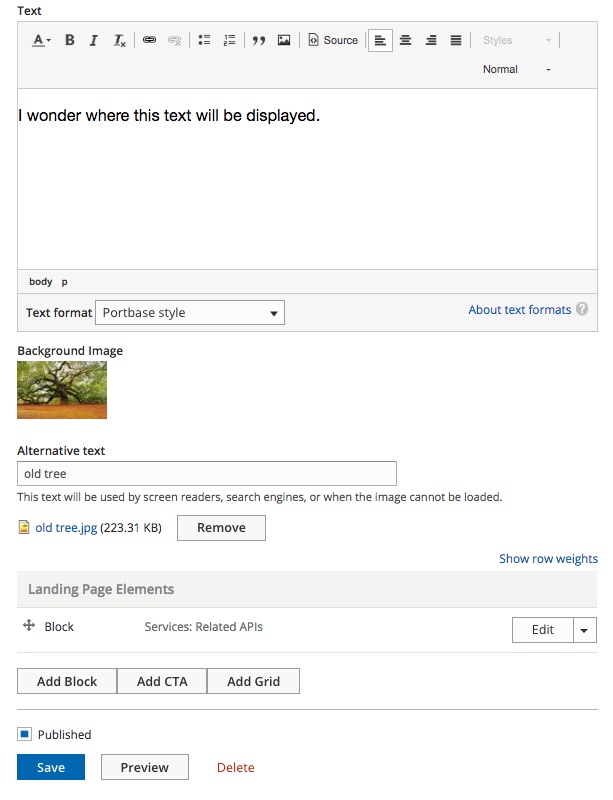 Text
A B I Tx Source Styles
Normal
I wonder where this text will be displayed.
body p
Text format Portbase style About text formats ?
Background Image
Alternative text
old tree
This text will be used by screen readers, search engines, or when the image cannot be loaded.
old tree.jpg (223.31 KB) Remove
Show row weights
Landing Page Elements
Block Services: Related APIs Edit
Add Block Add CTA Add Grid
Published
Save Preview Delete